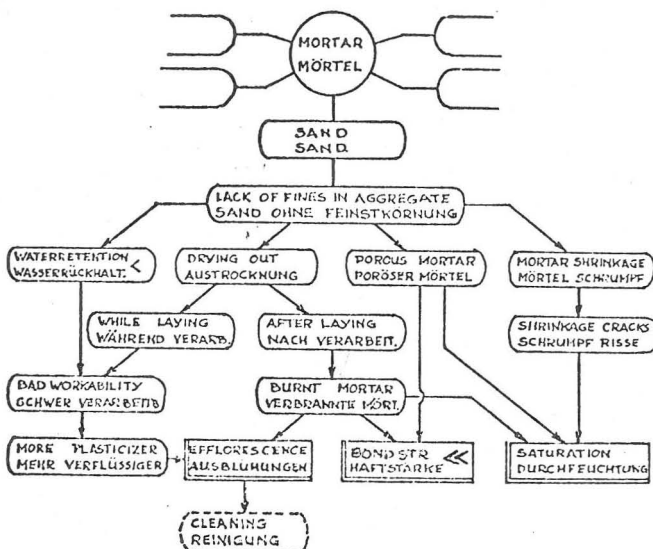 MORTAR
MÖRTEL
SAND
SAND
LACK OF FINES IN AGGREGATE
SAND OHNE FEINSTKÖRNUNG
WATERRETENTION <
WASSERRÜCKHALT.
DRYING OUT
AUSTROCKNUNG
POROUS MORTAR
PORÖSER MÖRTEL
MORTAR SHRINKAGE
MÖRTEL SCHRUMPF
WHILE LAYING
WÄHREND VERARB.
AFTER LAYING
NACH VERARBEIT.
SHRINKAGE CRACKS
SCHRUMPF RISSE
BAD WORKABILITY
SCHWER VERARBEITB
BURNT MORTAR
VERBRANNTE MÖRT.
MORE PLASTICIZER
MEHR VERFLÜSSIGER
EFFLORESCENCE
AUSBLÜHUNGEN
BOND STR <<
HAFTSTÄRKE
SATURATION
DURCHFEUCHTUNG
CLEANING
REINIGUNG